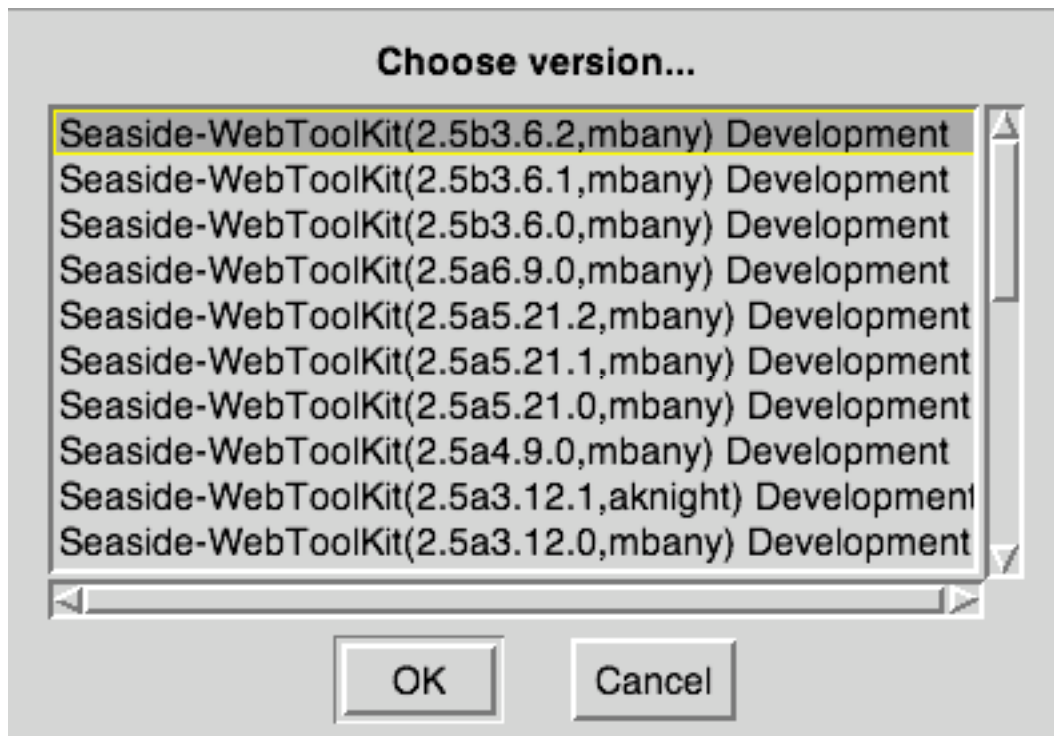 Choose version...
Seaside-WebToolKit(2.5b3.6.2,mbany) Development
Seaside-WebToolKit(2.5b3.6.1,mbany) Development
Seaside-WebToolKit(2.5b3.6.0,mbany) Development
Seaside-WebToolKit(2.5a6.9.0,mbany) Development
Seaside-WebToolKit(2.5a5.21.2,mbany) Development
Seaside-WebToolKit(2.5a5.21.1,mbany) Development
Seaside-WebToolKit(2.5a5.21.0,mbany) Development
Seaside-WebToolKit(2.5a4.9.0,mbany) Development
Seaside-WebToolKit(2.5a3.12.1,aknight) Development
Seaside-WebToolKit(2.5a3.12.0,mbany) Development
OK Cancel